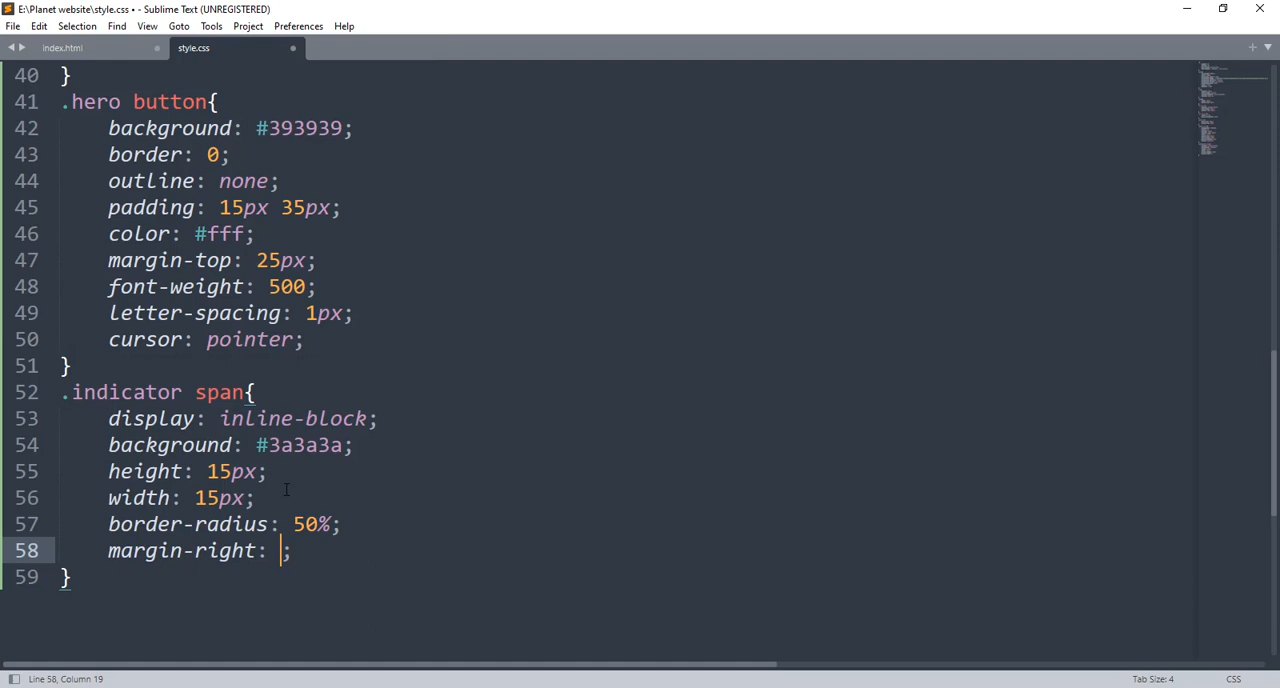 E:\Planet website\style.css • - Sublime Text (UNREGISTERED)
File Edit Selection Find View Goto Tools Project Preferences Help
index.html style.css
40 }
41 .hero button{
42 background: #393939;
43 border: 0;
44 outline: none;
45 padding: 15px 35px;
46 color: #fff;
47 margin-top: 25px;
48 font-weight: 500;
49 letter-spacing: 1px;
50 cursor: pointer;
51 }
52 .indicator span{
53 display: inline-block;
54 background: #3a3a3a;
55 height: 15px;
56 width: 15px;
57 border-radius: 50%;
58 margin-right: ;
59 }
Line 58, Column 19 Tab Size: 4 CSS